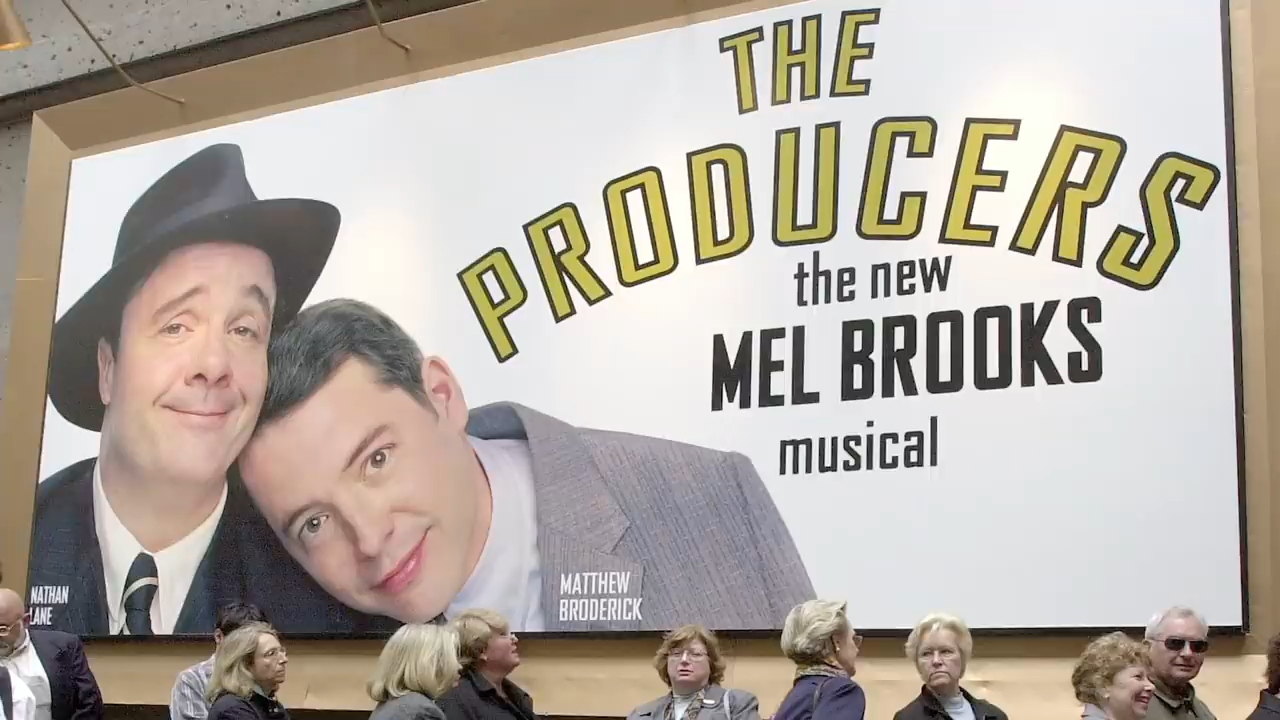 THE
PRODUCERS
the new
MEL BROOKS
musical
NATHAN
LANE
MATTHEW
BRODERICK